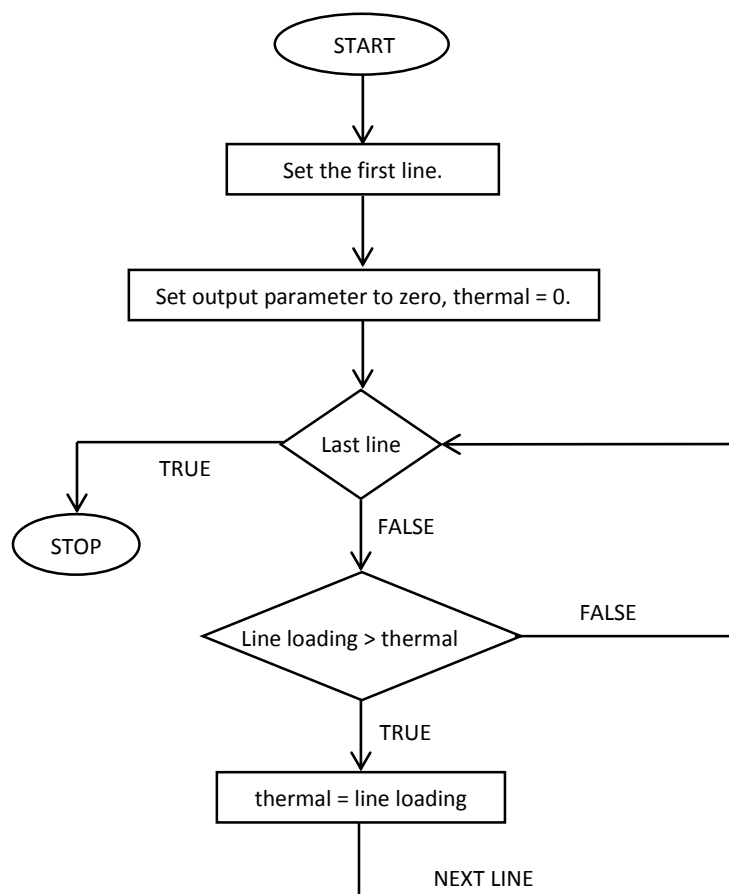 START
Set the first line.
Set output parameter to zero, thermal = 0.
Last line
TRUE
STOP
FALSE
Line loading > thermal
FALSE
TRUE
thermal = line loading
NEXT LINE